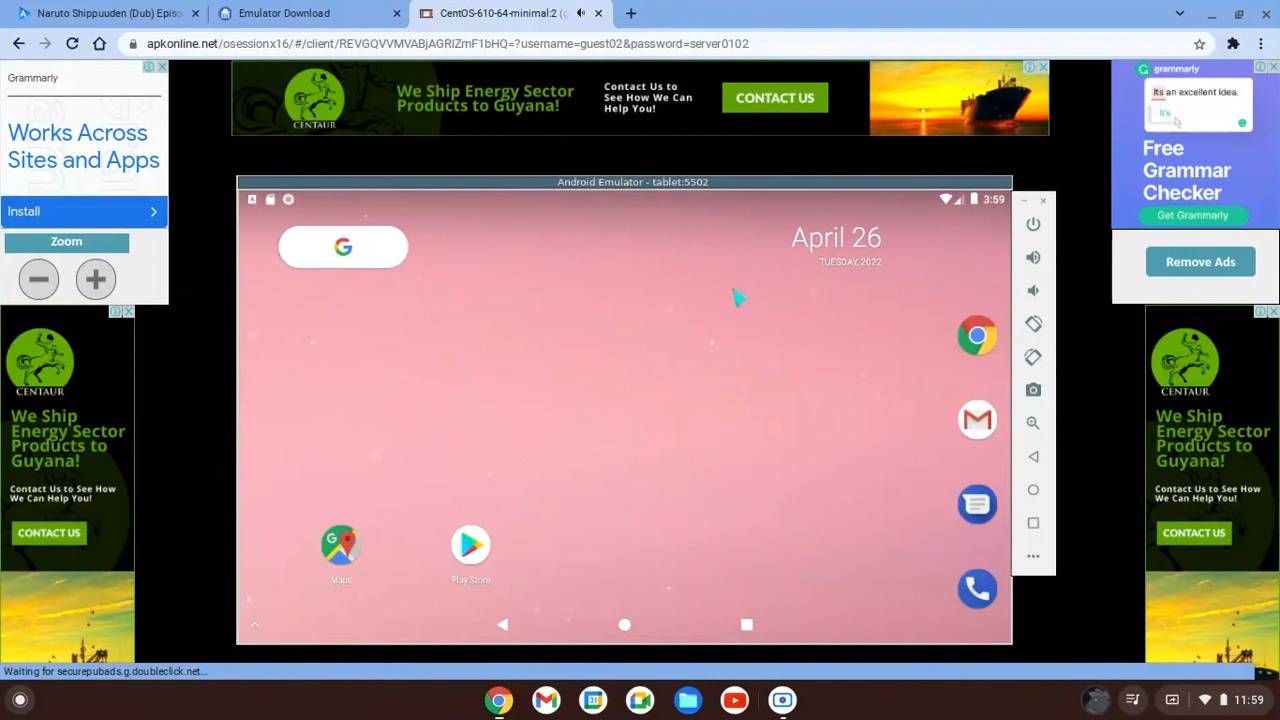 Naruto Shippuuden (Dub) Episo
Emulator Download
CentOS-610-64-minimal:2 (g
apkonline.net/osessionx16/#/client/REVGQVVMVABjAGRIZmF1bHQ=?username=guest02&password=server0102
Grammarly
Works Across
Sites and Apps
Install
Zoom
CENTAUR
We Ship Energy Sector
Products to Guyana!
Contact Us to
See How We Can
Help You!
CONTACT US
grammarly
Its an excellent idea.
It's
Free
Grammar
Checker
Get Grammarly
Remove Ads
Android Emulator - tablet:5502
3:59
April 26
TUESDAY, 2022
Maps
Play Store
CENTAUR
We Ship
Energy Sector
Products to
Guyana!
Contact Us to See How
We Can Help You!
CONTACT US
CENTAUR
We Ship
Energy Sector
Products to
Guyana!
Contact Us to See How
We Can Help You!
CONTACT US
Waiting for securepubads.g.doubleclick.net...
11:59